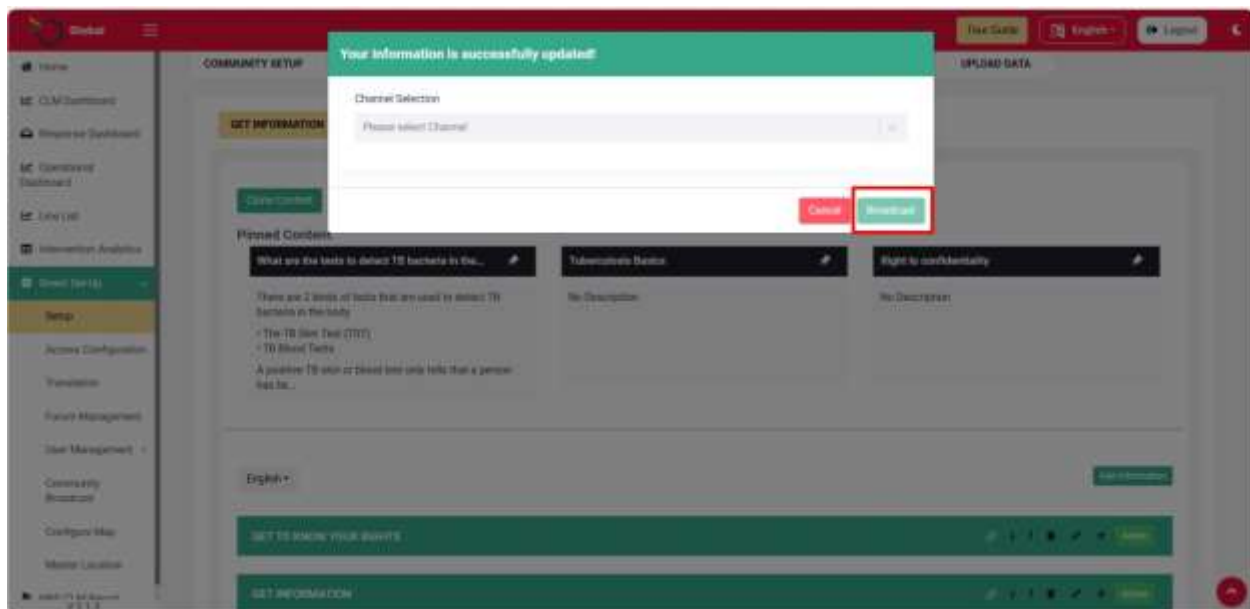 Global
Tour Guide
English
Logout
Home
COMMUNITY SETUP
Your Information is successfully updated!
UPLOAD DATA
CLM Dashboard
Channel Selection
Response Dashboard
GET INFORMATION
Please select Channel
Operational
Dashboard
Clone Content
Line List
Cancel
Broadcast
Intervention Analytics
Pinned Content
What are the tests to detect TB bacteria in the...
Tuberculosis Basics
Right to confidentiality
There are 2 kinds of tests that are used to detect TB
bacteria in the body
No Description
No Description
Setup
• The TB Skin Test (TST)
• TB Blood Tests
Access Configuration
A positive TB skin or blood test only tells that a person
has be...
Translation
Forum Management
User Management
English
Community
Broadcast
Configure Map
GET TO KNOW YOUR RIGHTS
Master Location
GET INFORMATION